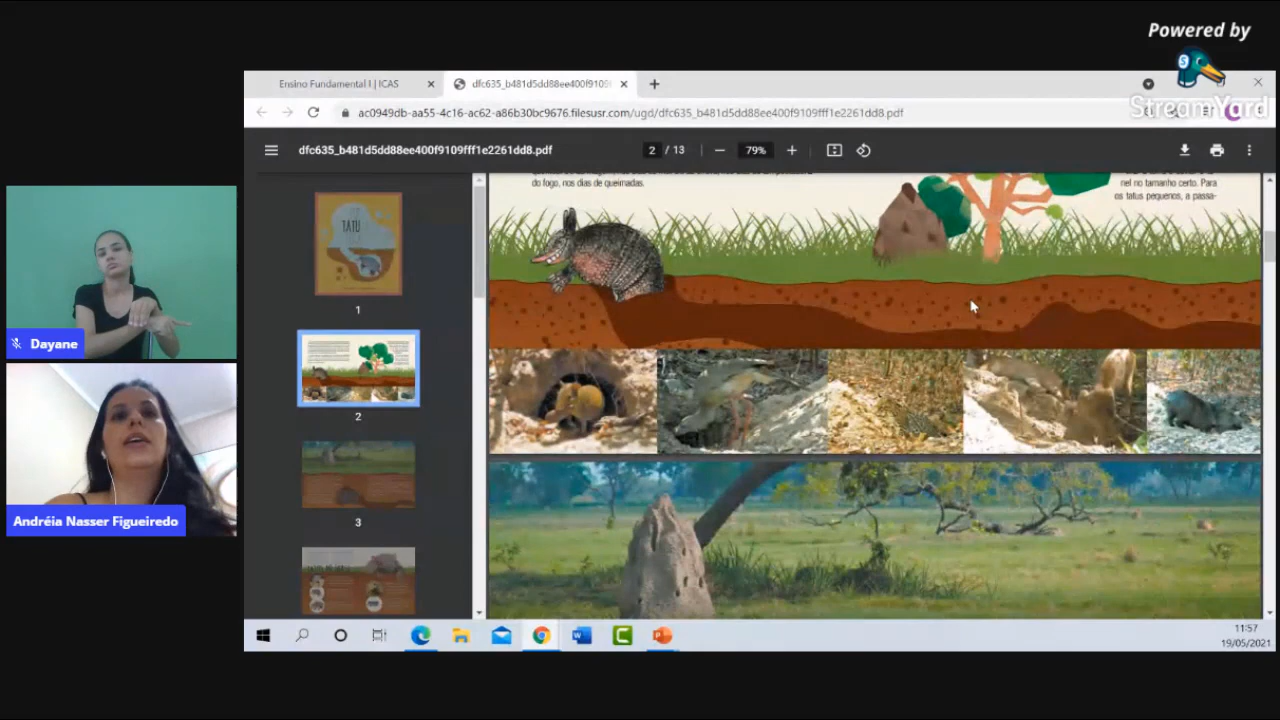 Powered by
StreamYard
Ensino Fundamental I | ICAS
dfc635_b481d5dd88ee400f9109
ac0949db-aa55-4c16-ac62-a86b30bc9676.filesusr.com/ugd/dfc635_b481d5dd88ee400f9109fff1e2261dd8.pdf
dfc635_b481d5dd88ee400f9109fff1e2261dd8.pdf
2 / 13
79%
do fogo, nos dias de queimadas.
nel no tamanho certo. Para
os tatus pequenos, a passa-
TATU
1
2
3
Dayane
Andréia Nasser Figueiredo
11:57
19/05/2021